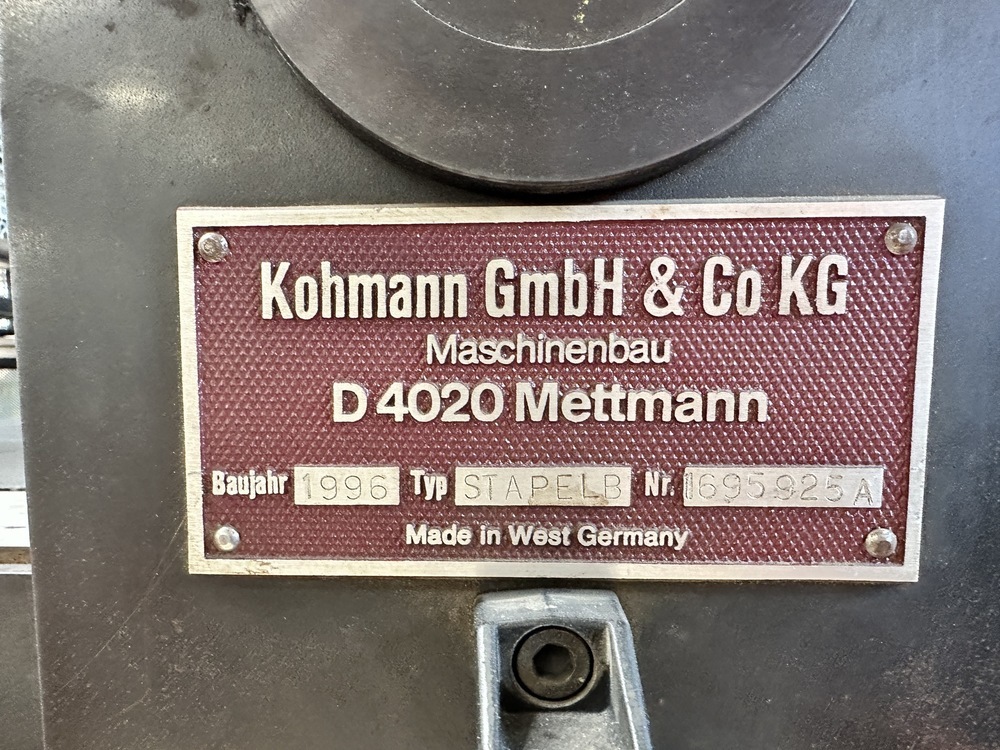 Kohmann GmbH & Co KG
Maschinenbau
D 4020 Mettmann
Baujahr 1996 Typ STAPELB Nr. 1695925A
Made in West Germany